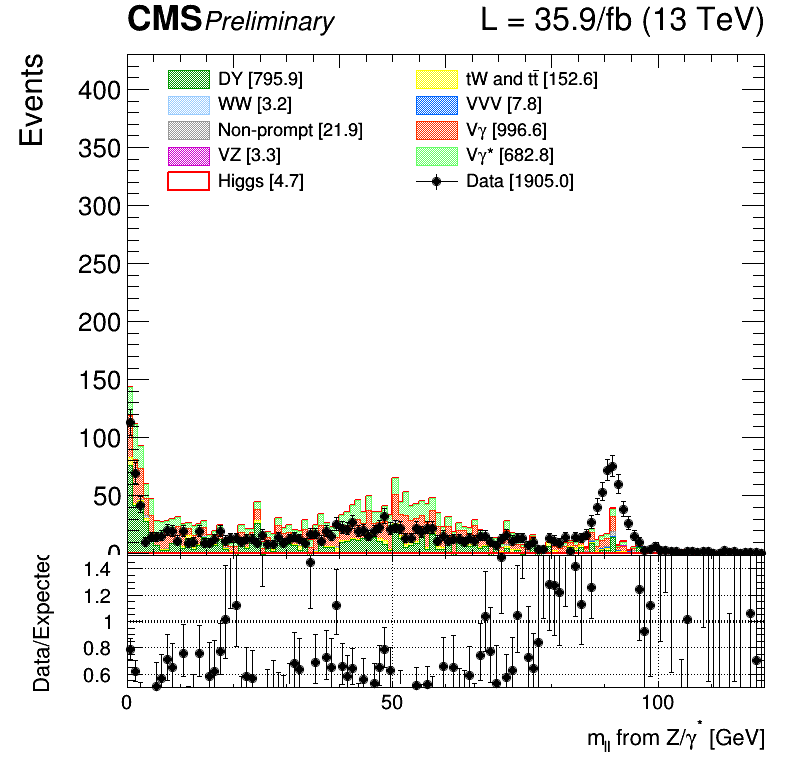 CMS Preliminary L = 35.9/fb (13 TeV)
Events
DY [795.9] tW and tt̄ [152.6]
WW [3.2] VVV [7.8]
Non-prompt [21.9] Vγ [996.6]
VZ [3.3] Vγ* [682.8]
Higgs [4.7] Data [1905.0]
400
350
300
250
200
150
100
50
0
Data/Expected
1.4
1.2
1
0.8
0.6
0 50 100
m_ll from Z/γ* [GeV]